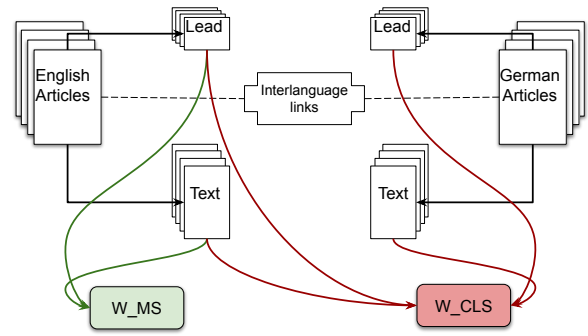 Lead
Lead
English
Articles
Interlanguage
links
German
Articles
Text
Text
W_MS
W_CLS